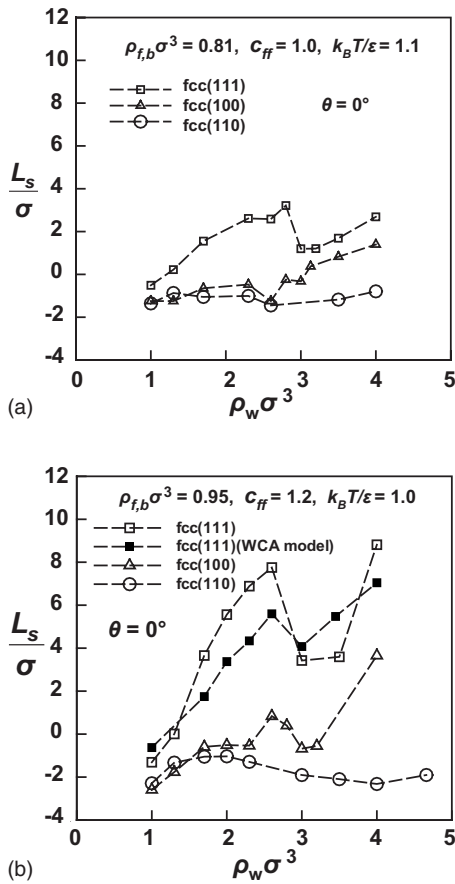 12
10
8
6
4
2
0
-2
-4
ρf,bσ³ = 0.81, cff = 1.0, kBT/ε= 1.1
fcc(111)
fcc(100)
fcc(110)
θ = 0°
Ls
σ
0 1 2 3 4 5
ρwσ³
(a)
12
10
8
6
4
2
0
-2
-4
ρf,bσ³ = 0.95, cff = 1.2, kBT/ε= 1.0
fcc(111)
fcc(111)(WCA model)
fcc(100)
fcc(110)
θ = 0°
Ls
σ
0 1 2 3 4 5
ρwσ³
(b)